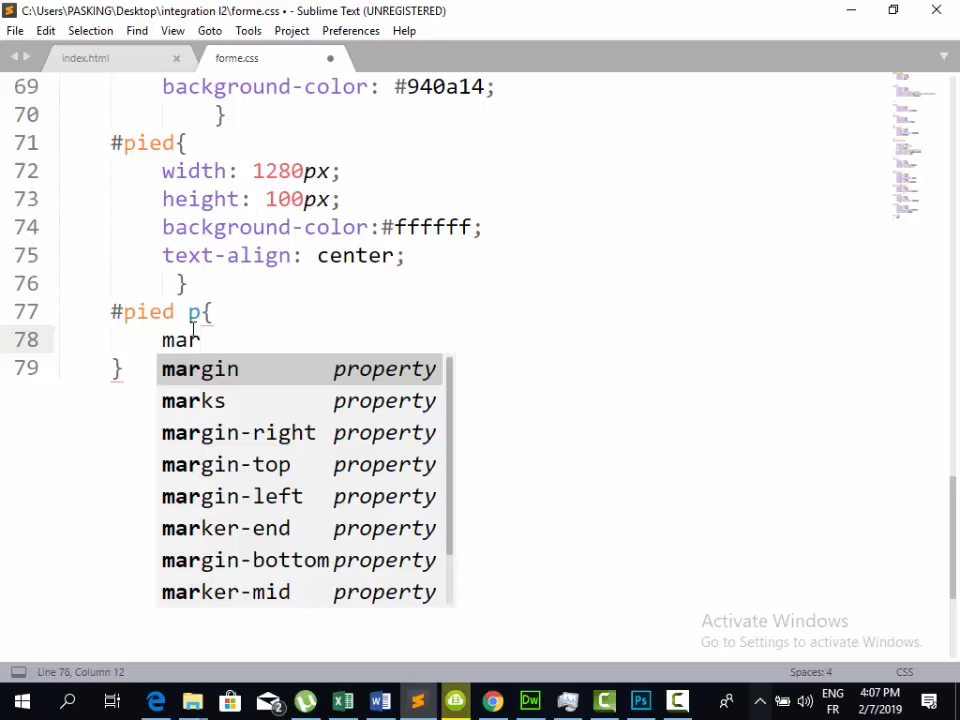 C:\Users\PASKING\Desktop\integration I2\forme.css • - Sublime Text (UNREGISTERED)
File Edit Selection Find View Goto Tools Project Preferences Help
index.html
forme.css
69 background-color: #940a14;
70 }
71 #pied{
72 width: 1280px;
73 height: 100px;
74 background-color:#ffffff;
75 text-align: center;
76 }
77 #pied p{
78 mar
79 }
margin property
marks property
margin-right property
margin-top property
margin-left property
marker-end property
margin-bottom property
marker-mid property
Activate Windows
Go to Settings to activate Windows.
Line 78, Column 12
Spaces: 4
CSS
2
ENG
FR
4:07 PM
2/7/2019